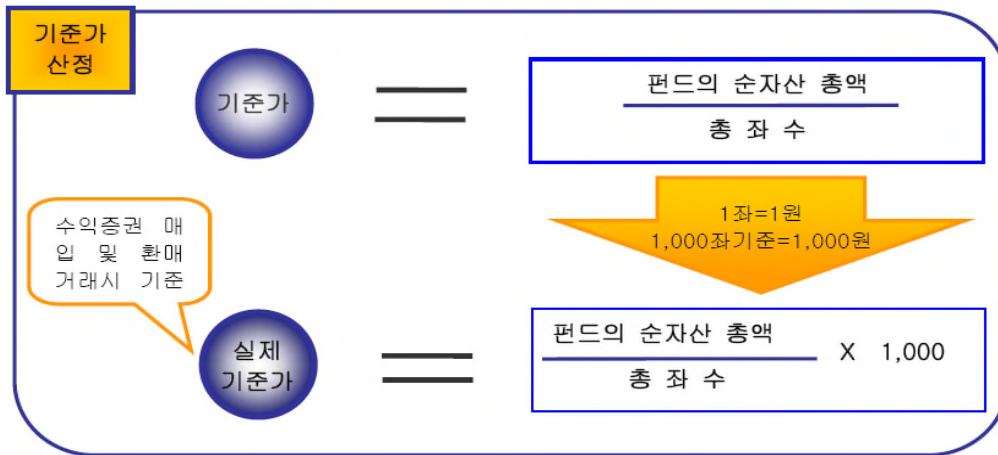 기준가
산정
기준가
펀드의 순자산 총액
총 좌 수
1좌=1원
1,000좌기준=1,000원
수익증권 매
입 및 환매
거래시 기준
실제
기준가
펀드의 순자산 총액
총 좌 수
X 1,000